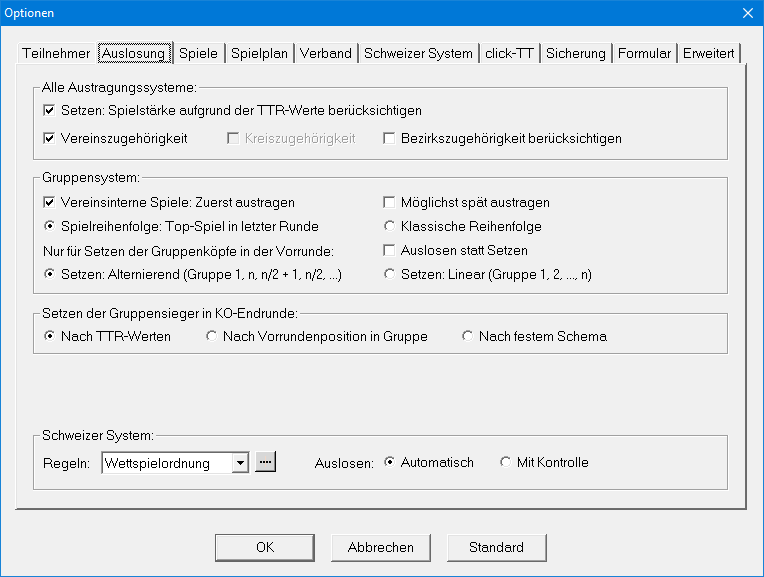 Optionen
Teilnehmer Auslosung Spiele Spielplan Verband Schweizer System click-TT Sicherung Formular Erweitert
Alle Austragungssysteme:
Setzen: Spielstärke aufgrund der TTR-Werte berücksichtigen
Vereinszugehörigkeit Kreiszugehörigkeit Bezirkszugehörigkeit berücksichtigen
Gruppensystem:
Vereinsinterne Spiele: Zuerst austragen Möglichst spät austragen
Spielreihenfolge: Top-Spiel in letzter Runde Klassische Reihenfolge
Nur für Setzen der Gruppenköpfe in der Vorrunde: Auslosen statt Setzen
Setzen: Alternierend (Gruppe 1, n, n/2 + 1, n/2, ...) Setzen: Linear (Gruppe 1, 2, ..., n)
Setzen der Gruppensieger in KO-Endrunde:
Nach TTR-Werten Nach Vorrundenposition in Gruppe Nach festem Schema
Schweizer System:
Regeln: Wettspielordnung .... Auslosen: Automatisch Mit Kontrolle
OK Abbrechen Standard